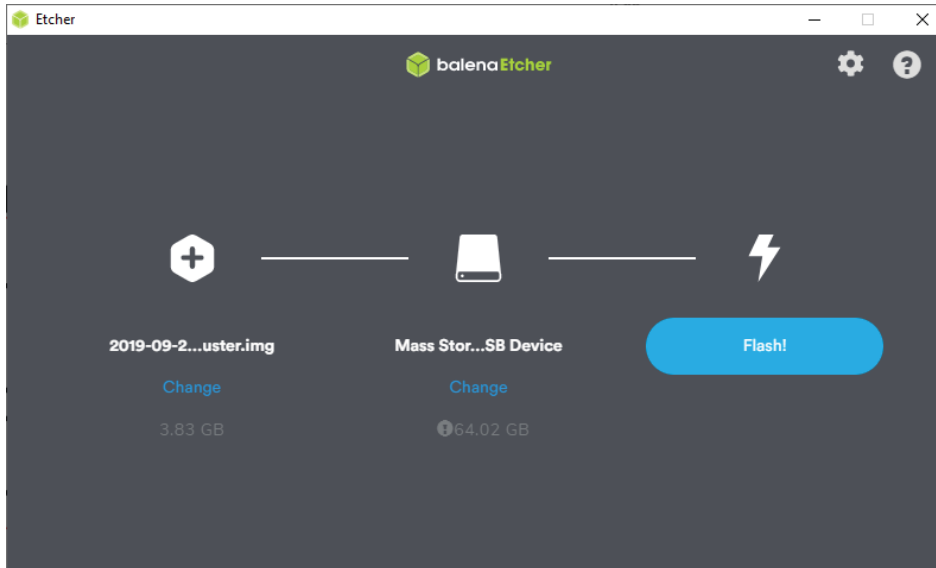 Etcher
balenaEtcher
2019-09-2...uster.img
Mass Stor...SB Device
Flash!
Change
Change
3.83 GB
64.02 GB